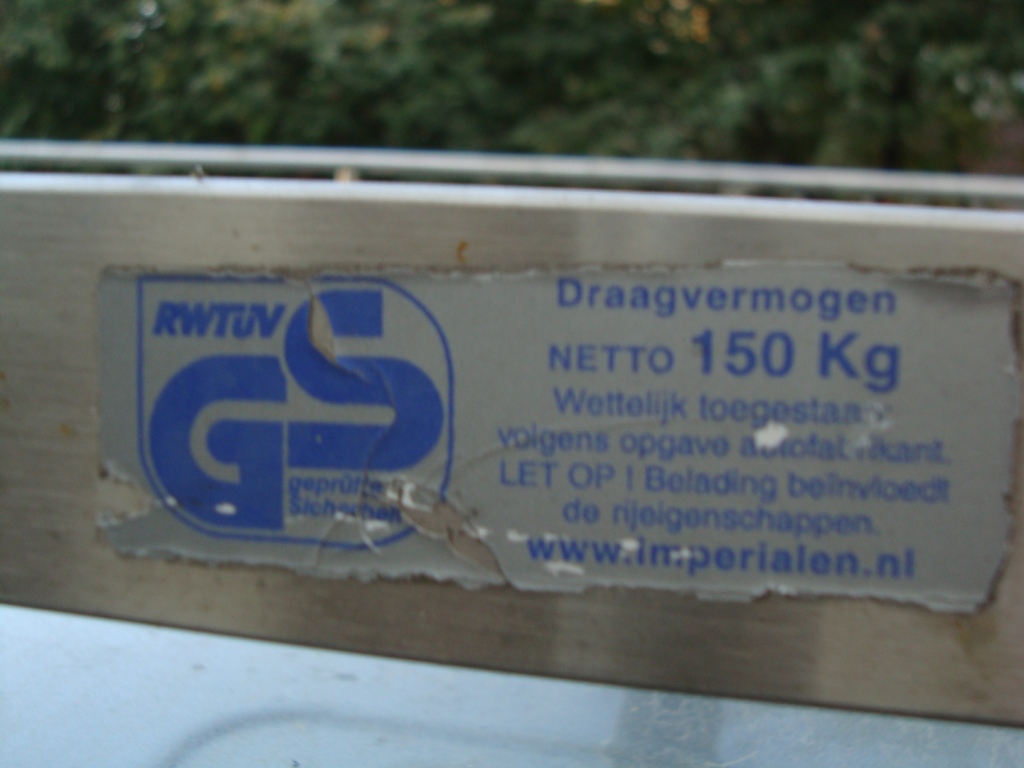 RWTÜV
GS
geprüfte
Sicherheit
Draagvermogen
NETTO 150 Kg
Wettelijk toegestaan
volgens opgave autofabrikant.
LET OP ! Belading beïnvloedt
de rijeigenschappen.
www.imperialen.nl